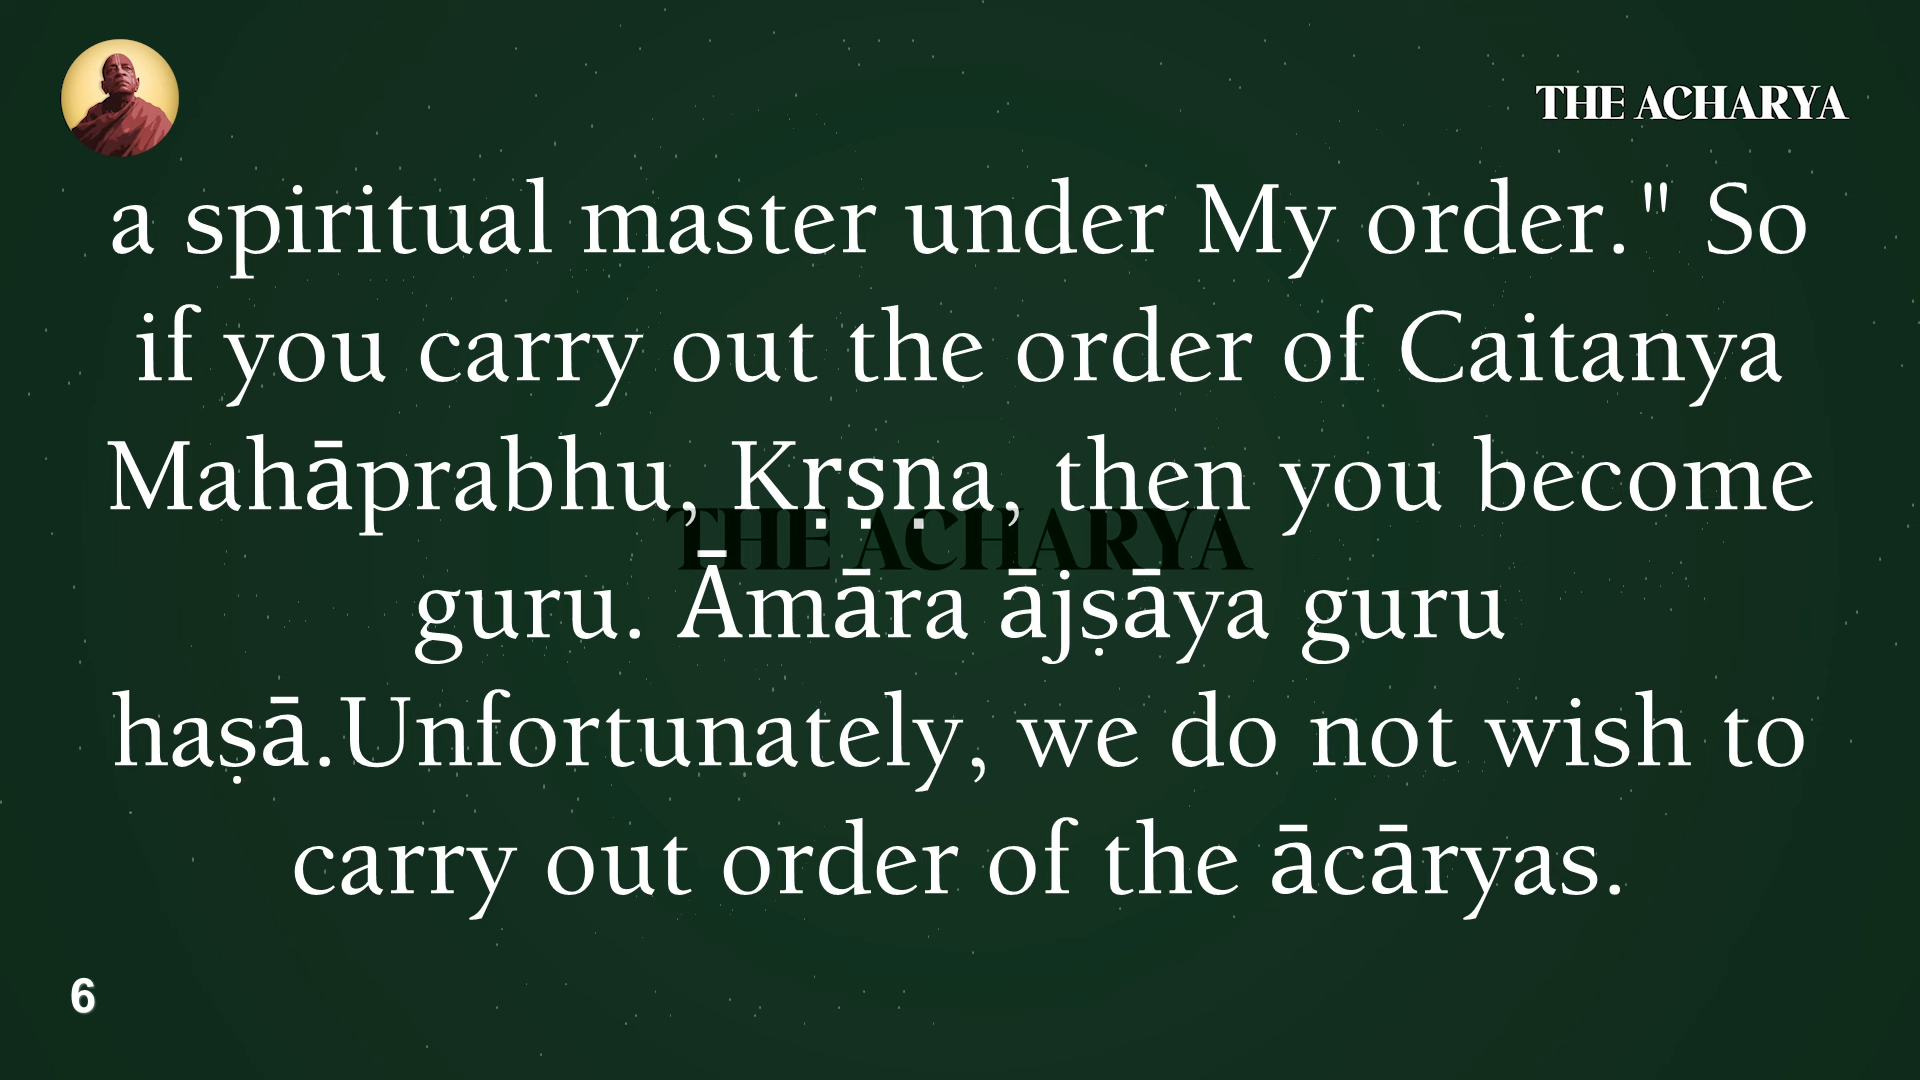 THE ACHARYA
a spiritual master under My order." So
if you carry out the order of Caitanya
Mahāprabhu, Kṛṣṇa, then you become
THE ACHARYA
guru. Āmāra ājṣāya guru
haṣā.Unfortunately, we do not wish to
carry out order of the ācāryas.
6